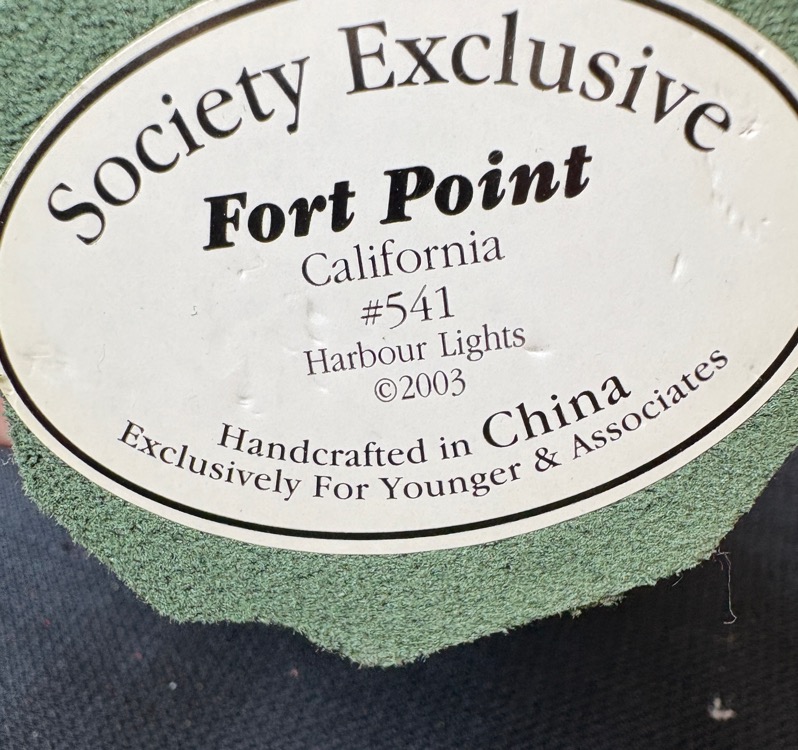 Society Exclusive
Fort Point
California
#541
Harbour Lights
©2003
Handcrafted in China
Exclusively For Younger & Associates